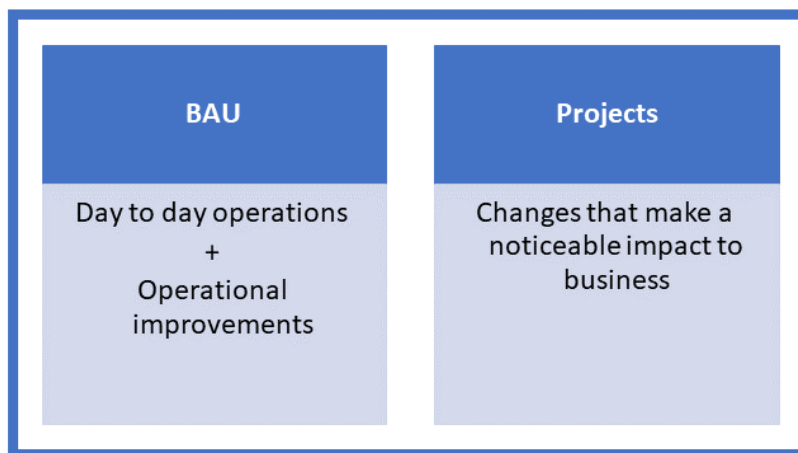 BAU
Day to day operations
+
Operational
improvements
Projects
Changes that make a
noticeable impact to
business